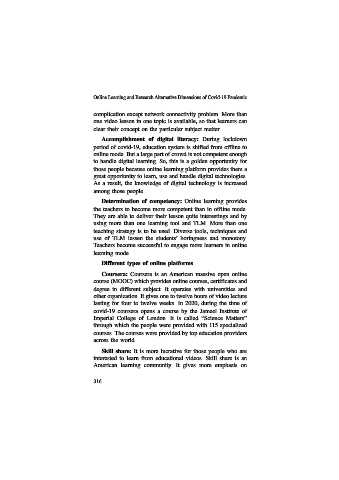 Online Learning and Research Alternative Dimensions of Covid-19 Pandemic
complication except network connectivity problem. More than
one video lesson in one topic is available, so that learners can
clear their concept on the particular subject matter.
Accomplishment of digital literacy: During lockdown
period of covid-19, education system is shifted from offline to
online mode. But a large part of crowd is not competent enough
to handle digital learning. So, this is a golden opportunity for
those people because online learning platform provides them a
great opportunity to learn, use and handle digital technologies.
As a result, the knowledge of digital technology is increased
among those people.
Determination of competency: Online learning provides
the teachers to become more competent than in offline mode.
They are able to deliver their lesson quite interestings and by
using more than one learning tool and TLM. More than one
teaching strategy is to be used. Diverse tools, techniques and
use of TLM lessen the students' boringness and monotony.
Teachers become successful to engage more learners in online
learning mode.
Different types of online platforms
Coursera: Coursera is an American massive open online
course (MOOC) which provides online courses, certificates and
degree in different subject. It operates with universities and
other organization. It gives one to twelve hours of video lecture
lasting for four to twelve weeks. In 2020, during the time of
covid-19 coursera opens a course by the Jameel Institute of
Imperial College of London. It is called "Science Matters"
through which the people were provided with 115 specialized
courses. The courses were provided by top education providers
across the world.
Skill share: It is more lucrative for those people who are
interested to learn from educational videos. Skill share is an
American learning community. It gives more emphasis on
316